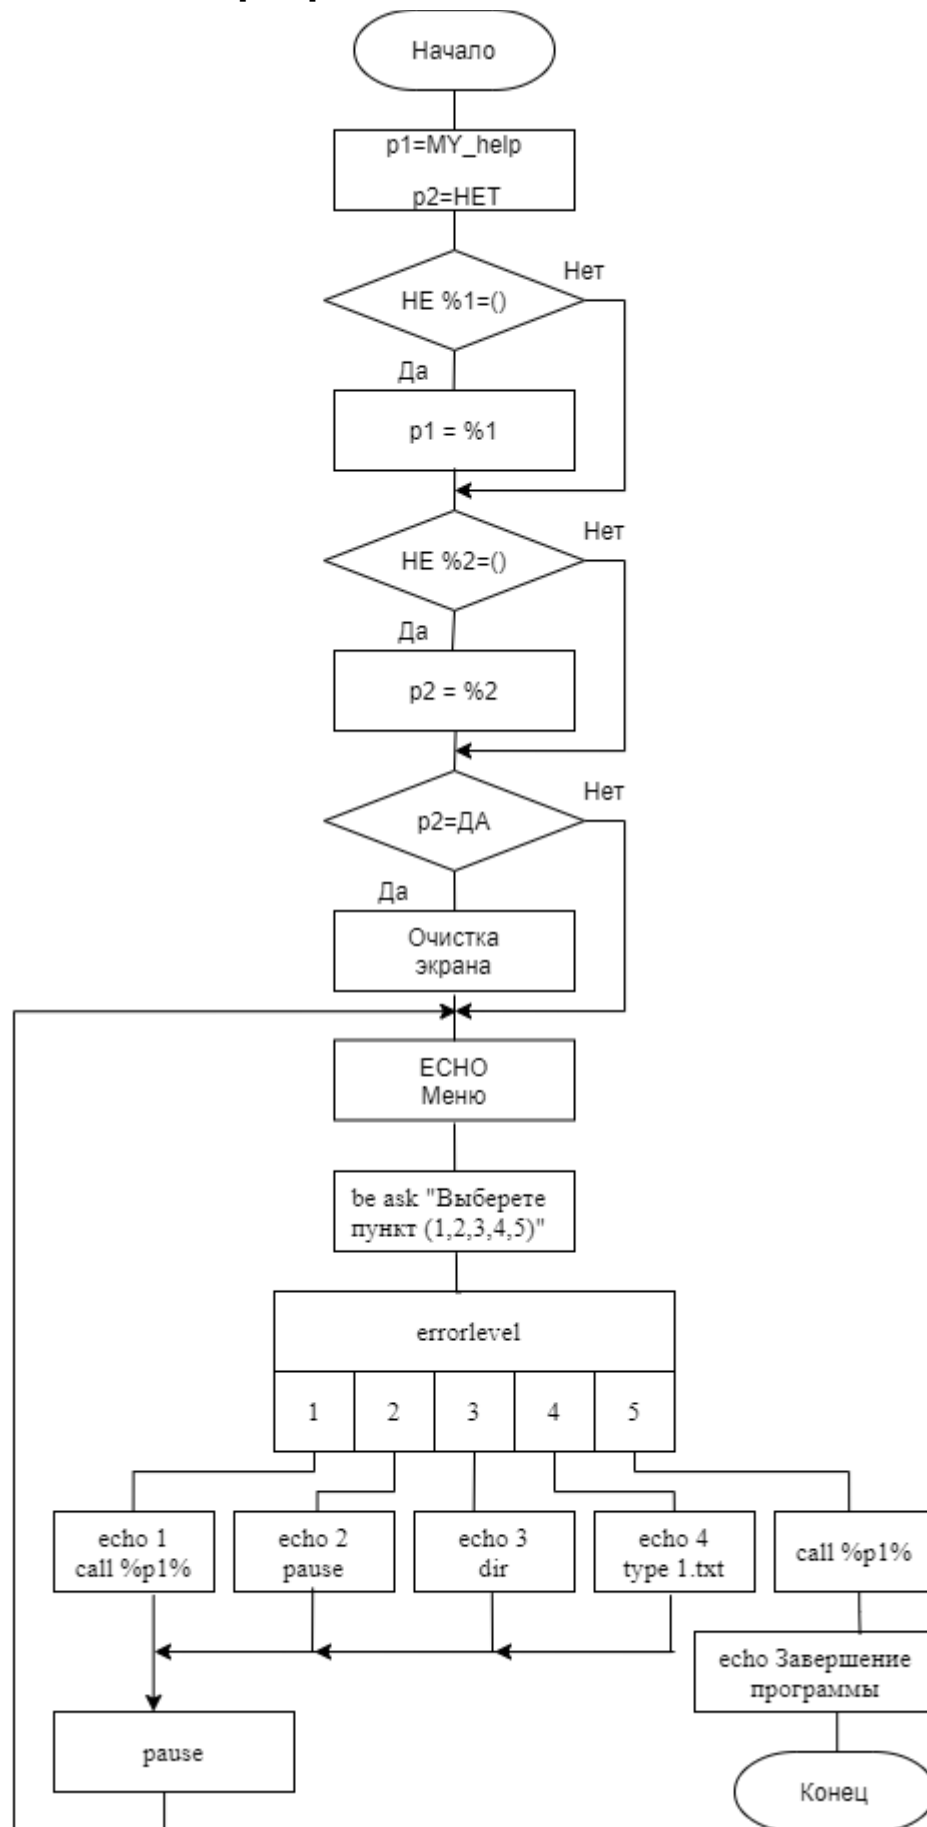 Начало
p1=MY_help
p2=НЕТ
Нет
НЕ %1=()
Да
p1 = %1
Нет
НЕ %2=()
Да
p2 = %2
Нет
p2=ДА
Да
Очистка
экрана
ECHO
Меню
be ask "Выберете
пункт (1,2,3,4,5)"
errorlevel
1 2 3 4 5
echo 1
call %p1%
echo 2
pause
echo 3
dir
echo 4
type 1.txt
call %p1%
echo Завершение
программы
pause
Конец